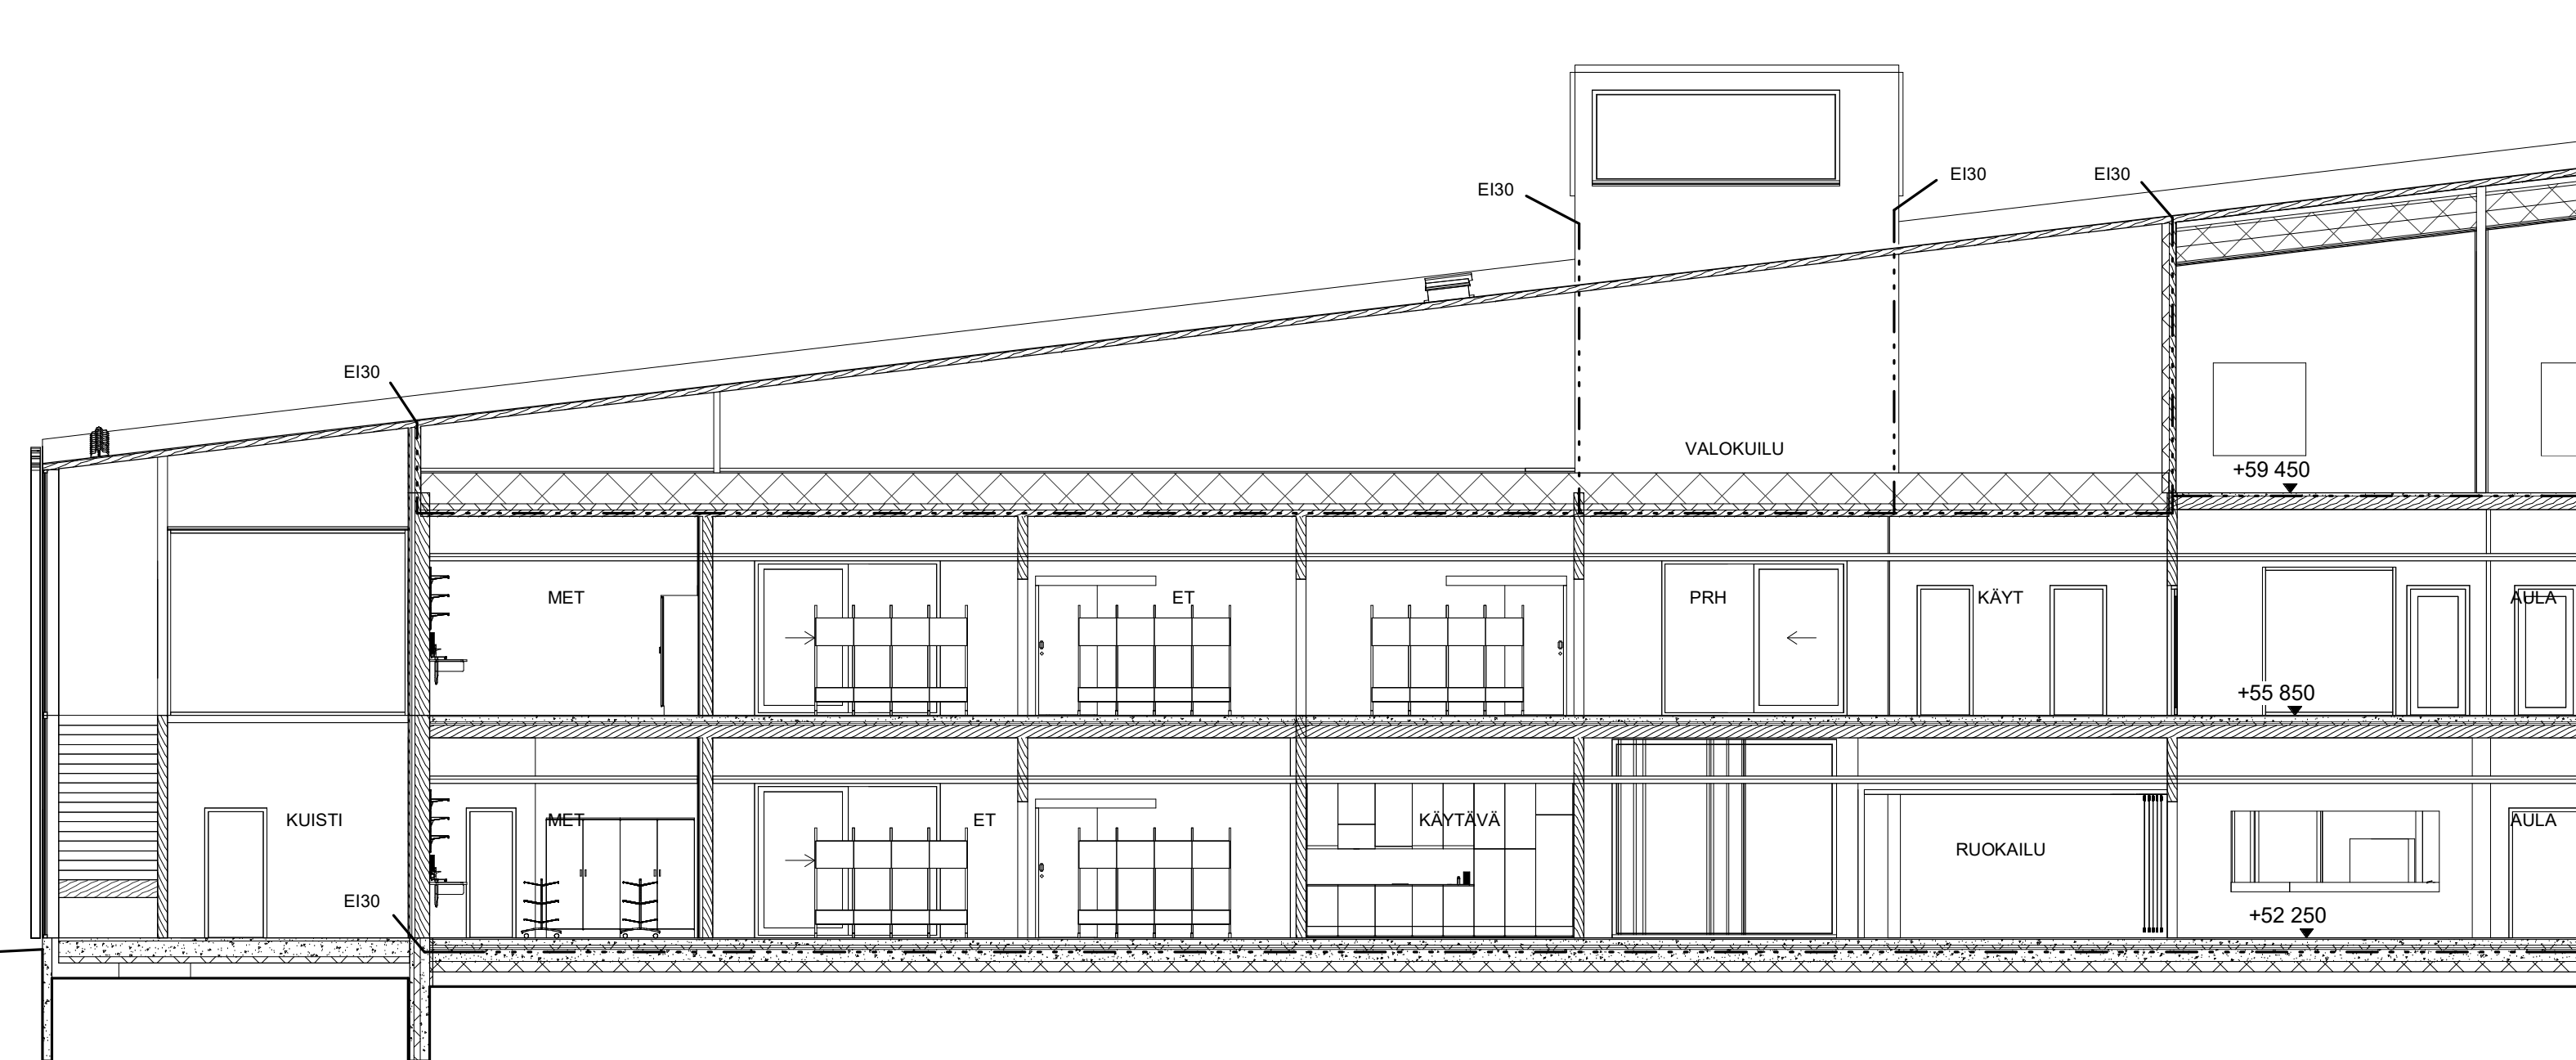 EI30
EI30
EI30
EI30
VALOKUILU
+59 450
MET
ET
PRH
KÄYT
AULA
+55 850
KUISTI
MET
ET
KÄYTÄVÄ
RUOKAILU
AULA
EI30
+52 250